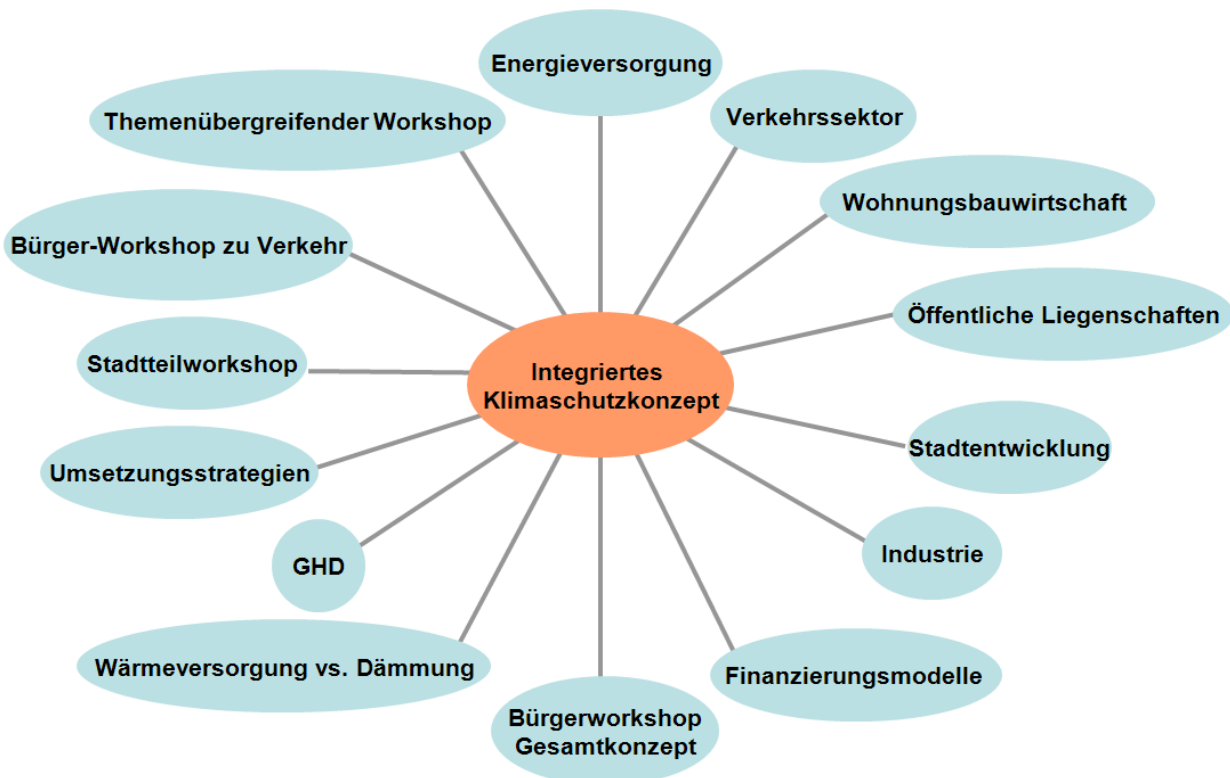 Energieversorgung
Themenübergreifender Workshop
Verkehrssektor
Wohnungsbauwirtschaft
Bürger-Workshop zu Verkehr
Öffentliche Liegenschaften
Stadtteilworkshop
Integriertes
Klimaschutzkonzept
Stadtentwicklung
Umsetzungsstrategien
Industrie
GHD
Wärmeversorgung vs. Dämmung
Finanzierungsmodelle
Bürgerworkshop
Gesamtkonzept